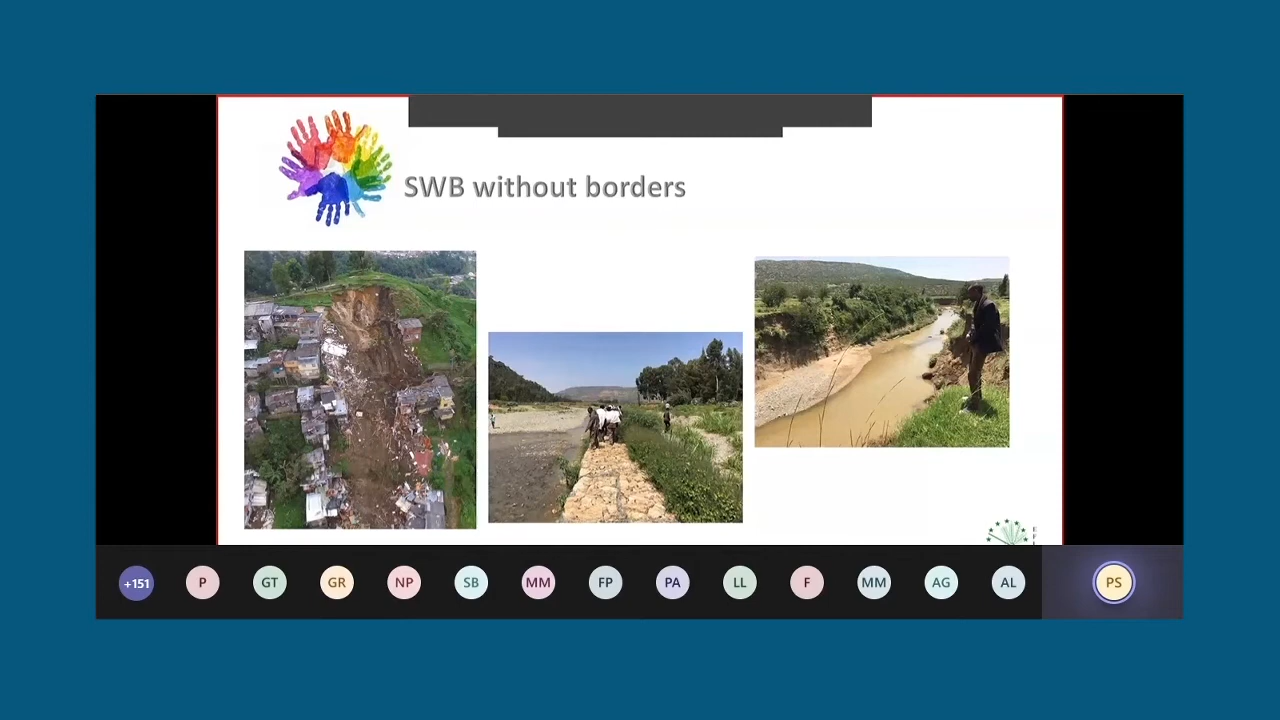 SWB without borders
+151
P
GT
GR
NP
SB
MM
FP
PA
LL
F
MM
AG
AL
PS